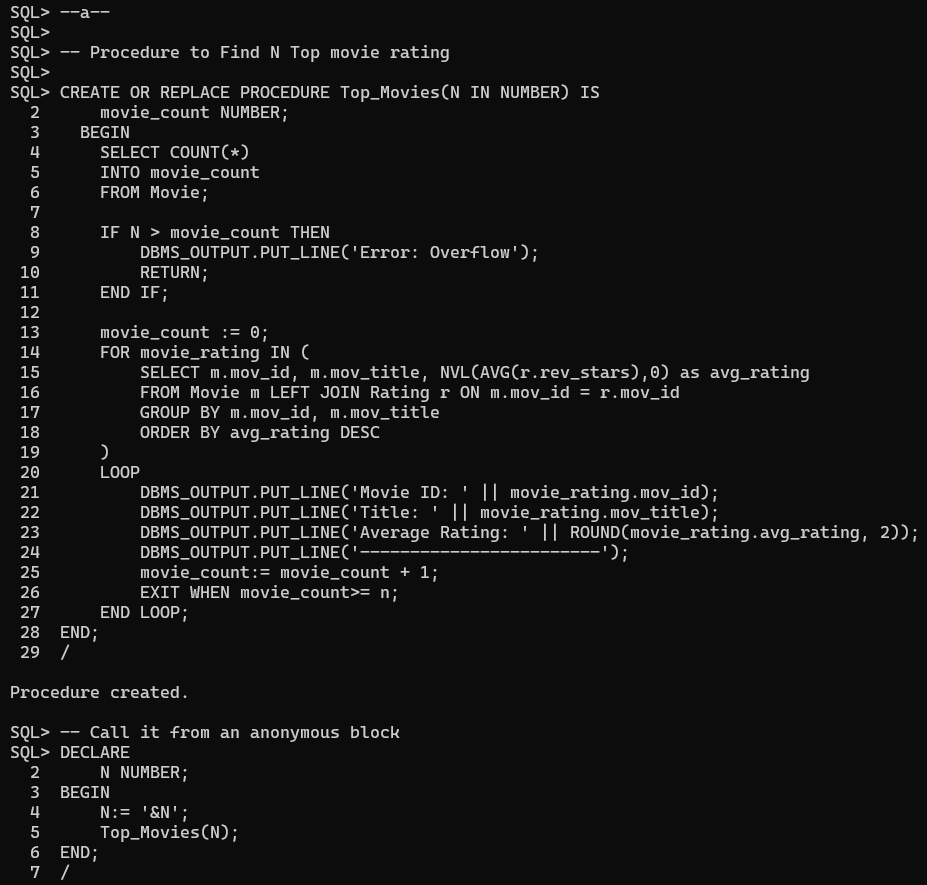 SQL> --a--
SQL>
SQL> -- Procedure to Find N Top movie rating
SQL>
SQL> CREATE OR REPLACE PROCEDURE Top_Movies(N IN NUMBER) IS
  2      movie_count NUMBER;
  3    BEGIN
  4      SELECT COUNT(*)
  5      INTO movie_count
  6      FROM Movie;
  7
  8      IF N > movie_count THEN
  9          DBMS_OUTPUT.PUT_LINE('Error: Overflow');
 10          RETURN;
 11      END IF;
 12
 13      movie_count := 0;
 14      FOR movie_rating IN (
 15          SELECT m.mov_id, m.mov_title, NVL(AVG(r.rev_stars),0) as avg_rating
 16          FROM Movie m LEFT JOIN Rating r ON m.mov_id = r.mov_id
 17          GROUP BY m.mov_id, m.mov_title
 18          ORDER BY avg_rating DESC
 19      )
 20      LOOP
 21          DBMS_OUTPUT.PUT_LINE('Movie ID: ' || movie_rating.mov_id);
 22          DBMS_OUTPUT.PUT_LINE('Title: ' || movie_rating.mov_title);
 23          DBMS_OUTPUT.PUT_LINE('Average Rating: ' || ROUND(movie_rating.avg_rating, 2));
 24          DBMS_OUTPUT.PUT_LINE('------------------------');
 25          movie_count:= movie_count + 1;
 26          EXIT WHEN movie_count>= n;
 27      END LOOP;
 28  END;
 29  /

Procedure created.

SQL> -- Call it from an anonymous block
SQL> DECLARE
  2      N NUMBER;
  3  BEGIN
  4      N:= '&N';
  5      Top_Movies(N);
  6  END;
  7  /